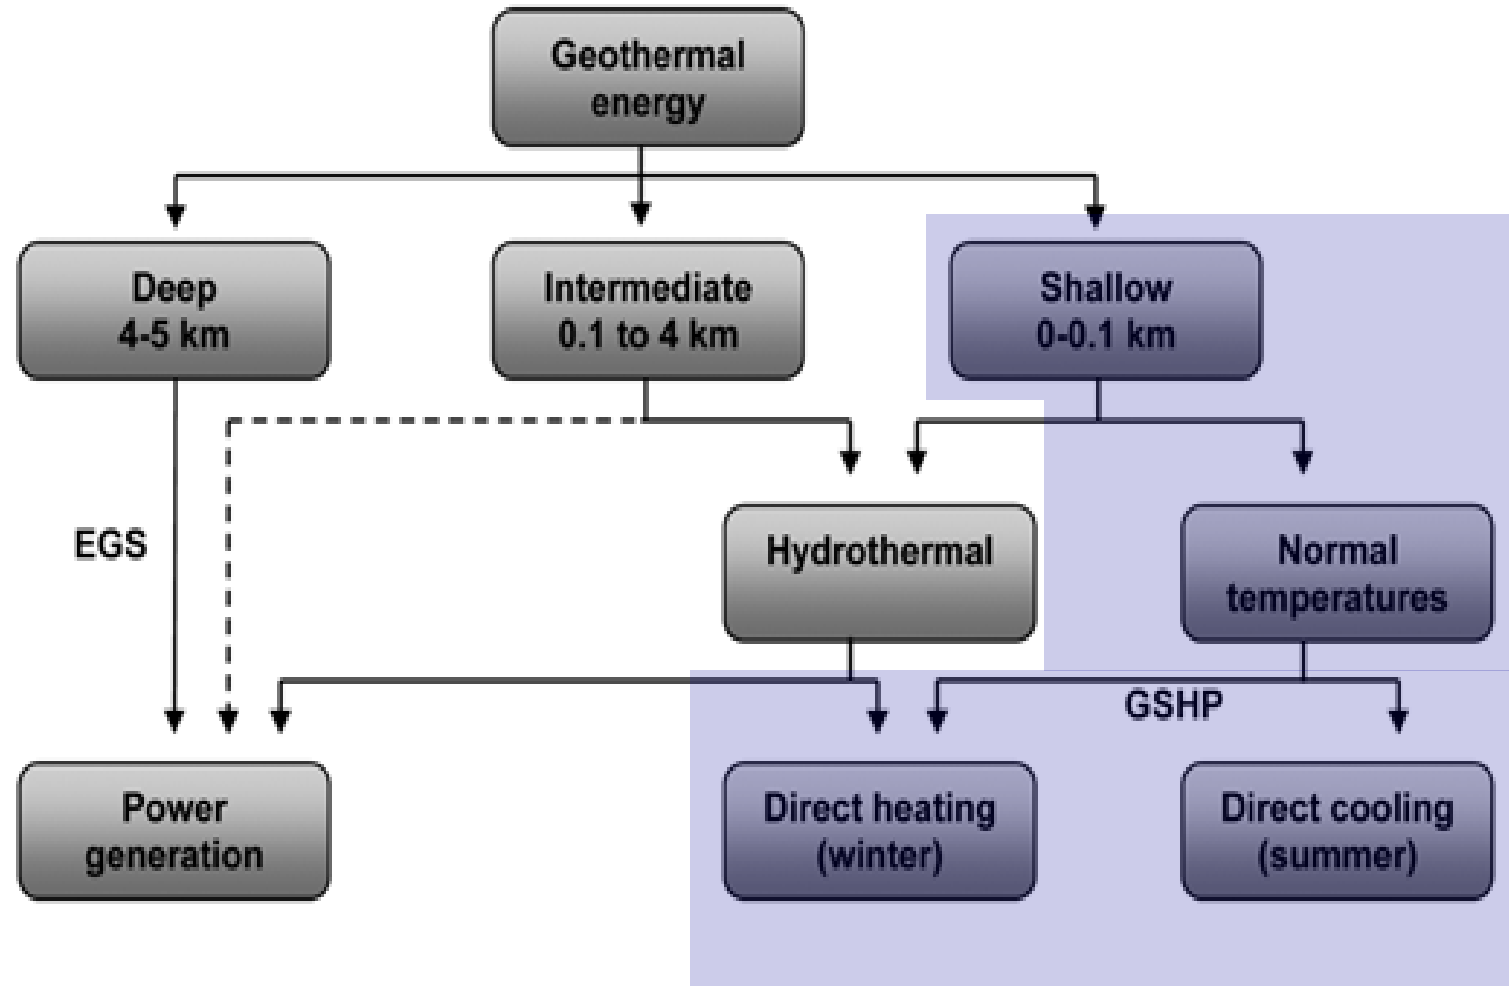 Geothermal
energy
Deep
4-5 km
Intermediate
0.1 to 4 km
Shallow
0-0.1 km
EGS
Hydrothermal
Normal
temperatures
GSHP
Power
generation
Direct heating
(winter)
Direct cooling
(summer)